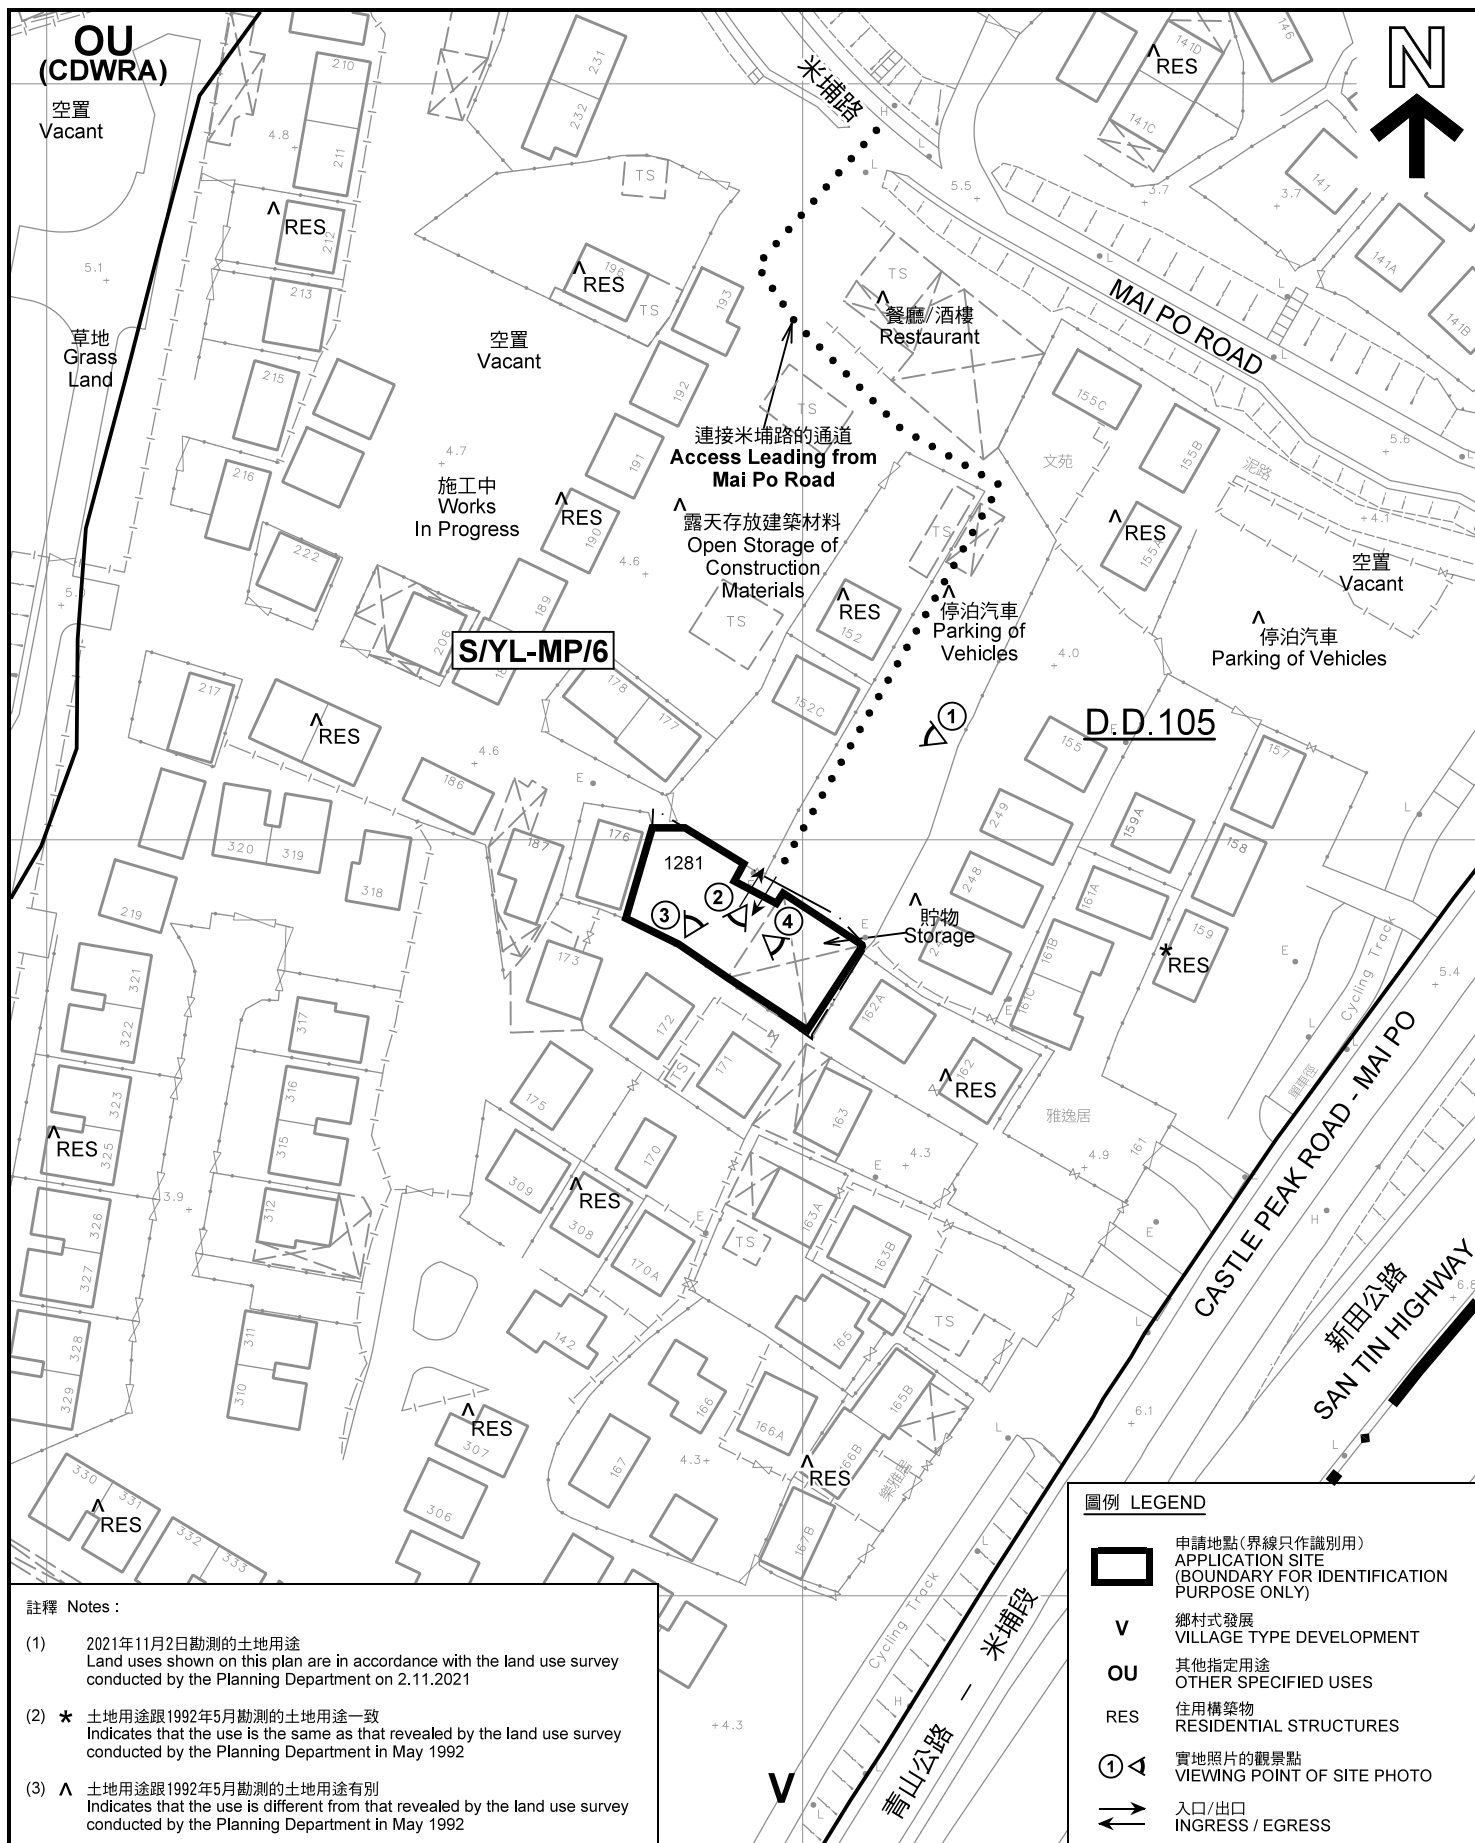 OU
(CDWRA)
空置
Vacant
米埔路
N
210
211
231
232
4.8
TS
141D
^
RES
141C
146
141
141A
141B
5.5
3.7
3.7
H
L
L
L
L
L
^
RES
212
213
5.1
草地
Grass
Land
196
^
RES
TS
193
空置
Vacant
192
TS
^
餐廳/酒樓
Restaurant
MAI PO ROAD
215
216
222
4.7
施工中
Works
In Progress
191
TS
連接米埔路的通道
Access Leading from
Mai Po Road
155C
155B
文苑
泥路
5.6
+4.1
^
RES
190
^
露天存放建築材料
Open Storage of
Construction
Materials
TS
TS
4.6
189
^
RES
152
^
停泊汽車
Parking of
Vehicles
^
RES
155A
空置
Vacant
^
停泊汽車
Parking of Vehicles
5.0
206
S/YL-MP/6
4.0
178
177
152C
1
D.D.105
217
^
RES
4.6
186
E
155
E
157
249
159A
158
320
319
318
187
176
1281
2
3
4
E
^
貯物
Storage
248
161A
161B
161C
159
*
RES
219
173
E
E
L
E
L
L
Cycling Track
5.4
321
322
317
172
171
TS
162A
162
^
RES
單車徑
323
325
^
RES
316
315
175
163
雅逸居
161
4.9
4.3
E
170
309
308
^
RES
3.9
326
327
312
170A
E
TS
163A
163B
E
H
CASTLE PEAK ROAD - MAI PO
新田公路
SAN TIN HIGHWAY
6.8
328
329
311
310
142
165
TS
L
166
166A
165B
166B
^
RES
307
306
167
4.3+
^
RES
樂雅居
167B
6.1
L
L
330
331
^
RES
332
333
Cycling Track
L
H
L
L
+4.3
V
青山公路 － 米埔段
註釋 Notes :
(1) 2021年11月2日勘測的土地用途
Land uses shown on this plan are in accordance with the land use survey
conducted by the Planning Department on 2.11.2021
(2) * 土地用途跟1992年5月勘測的土地用途一致
Indicates that the use is the same as that revealed by the land use survey
conducted by the Planning Department in May 1992
(3) ^ 土地用途跟1992年5月勘測的土地用途有別
Indicates that the use is different from that revealed by the land use survey
conducted by the Planning Department in May 1992
圖例 LEGEND
申請地點(界線只作識別用)
APPLICATION SITE
(BOUNDARY FOR IDENTIFICATION
PURPOSE ONLY)
V 鄉村式發展
VILLAGE TYPE DEVELOPMENT
OU 其他指定用途
OTHER SPECIFIED USES
RES 住用構築物
RESIDENTIAL STRUCTURES
1 實地照片的觀景點
VIEWING POINT OF SITE PHOTO
入口/出口
INGRESS / EGRESS